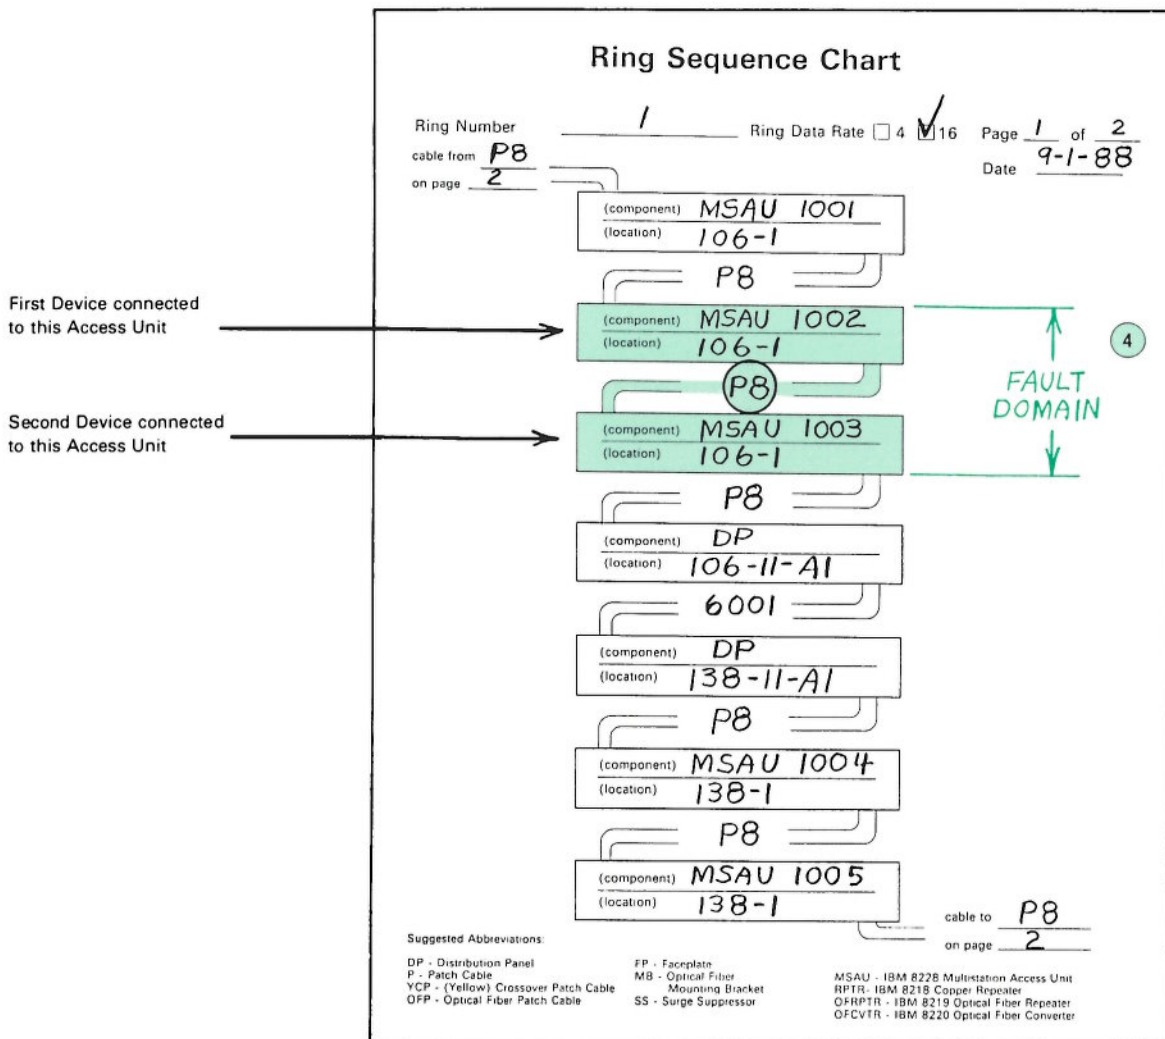 Ring Sequence Chart
Ring Number 1 Ring Data Rate 4 16 Page 1 of 2
cable from P8
on page 2
Date 9-1-88
(component) MSAU 1001
(location) 106-1
P8
First Device connected
to this Access Unit
(component) MSAU 1002
(location) 106-1
P8
FAULT
DOMAIN
4
Second Device connected
to this Access Unit
(component) MSAU 1003
(location) 106-1
P8
(component) DP
(location) 106-11-A1
6001
(component) DP
(location) 138-11-A1
P8
(component) MSAU 1004
(location) 138-1
P8
(component) MSAU 1005
(location) 138-1
cable to P8
on page 2
Suggested Abbreviations:
DP - Distribution Panel
P - Patch Cable
YCP - (Yellow) Crossover Patch Cable
OFP - Optical Fiber Patch Cable
FP - Faceplate
MB - Optical Fiber
Mounting Bracket
SS - Surge Suppressor
MSAU - IBM 8228 Multistation Access Unit
RPTR- IBM 8218 Copper Repeater
OFRPTR - IBM 8219 Optical Fiber Repeater
OFCVTR - IBM 8220 Optical Fiber Converter